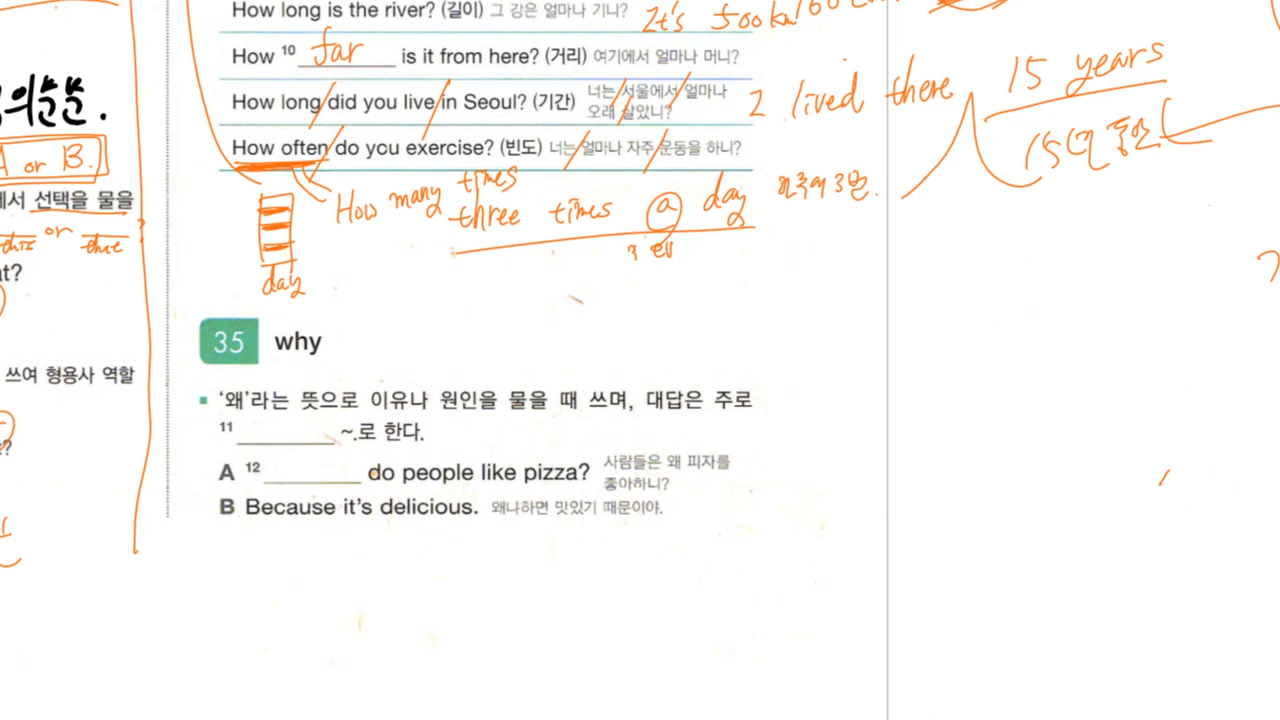 How long is the river? (길이) 그 강은 얼마나 기니? It's 500km
How 10 far is it from here? (거리) 여기에서 얼마나 머니?
How long did you live in Seoul? (기간) 너는 서울에서 얼마나
오래 살았니?
I lived there 15 years
15년 동안
How often do you exercise? (빈도) 너는 얼마나 자주 운동을 하니?
How many times
three times a day
day
의문문.
A or B.
에서 선택을 물을
this or
쓰여 형용사 역할
35 why
▪ '왜'라는 뜻으로 이유나 원인을 물을 때 쓰며, 대답은 주로
11 ________ ~.로 한다.
A 12 ________ do people like pizza? 사람들은 왜 피자를
좋아하니?
B Because it's delicious. 왜냐하면 맛있기 때문이야.